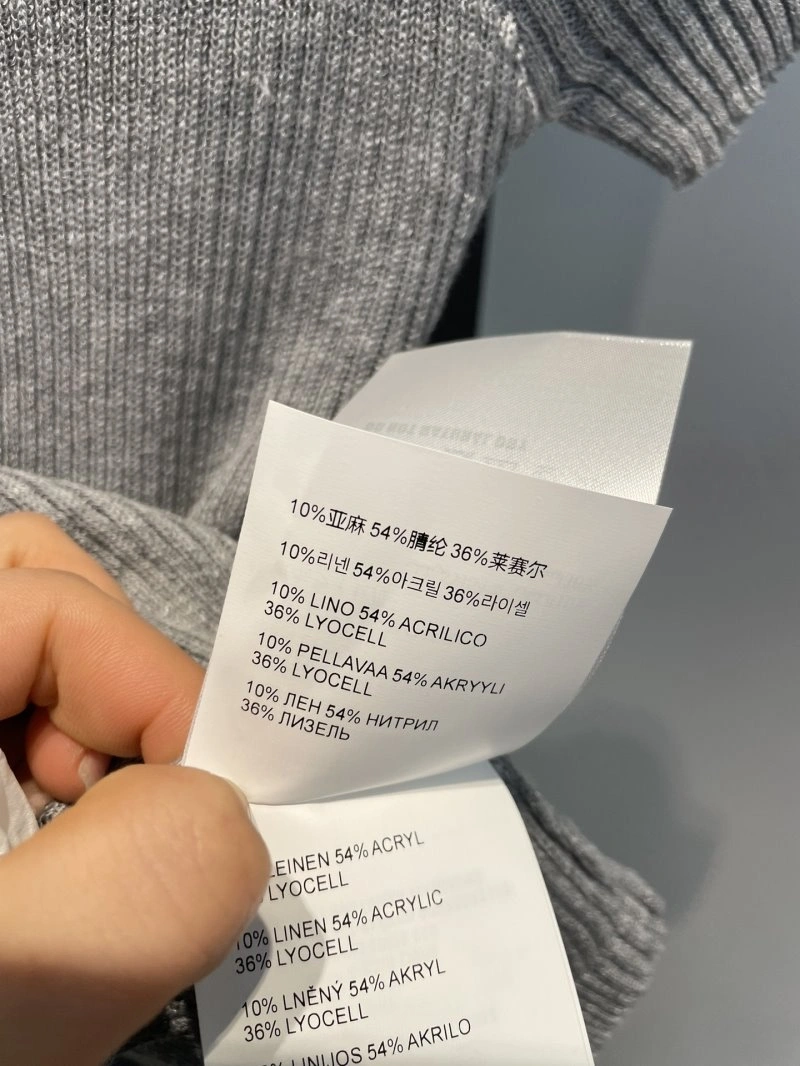 10%亚麻 54%腈纶 36%莱赛尔
10%리넨 54%아크릴 36%라이셀
10% LINO 54% ACRILICO
36% LYOCELL
10% PELLAVAA 54% AKRYYLI
36% LYOCELL
10% ЛЕН 54% НИТРИЛ
36% ЛИЗЕЛЬ
LEINEN 54% ACRYL
LYOCELL
10% LINEN 54% ACRYLIC
36% LYOCELL
10% LNĚNÝ 54% AKRYL
36% LYOCELL
% LINIJOS 54% AKRILO